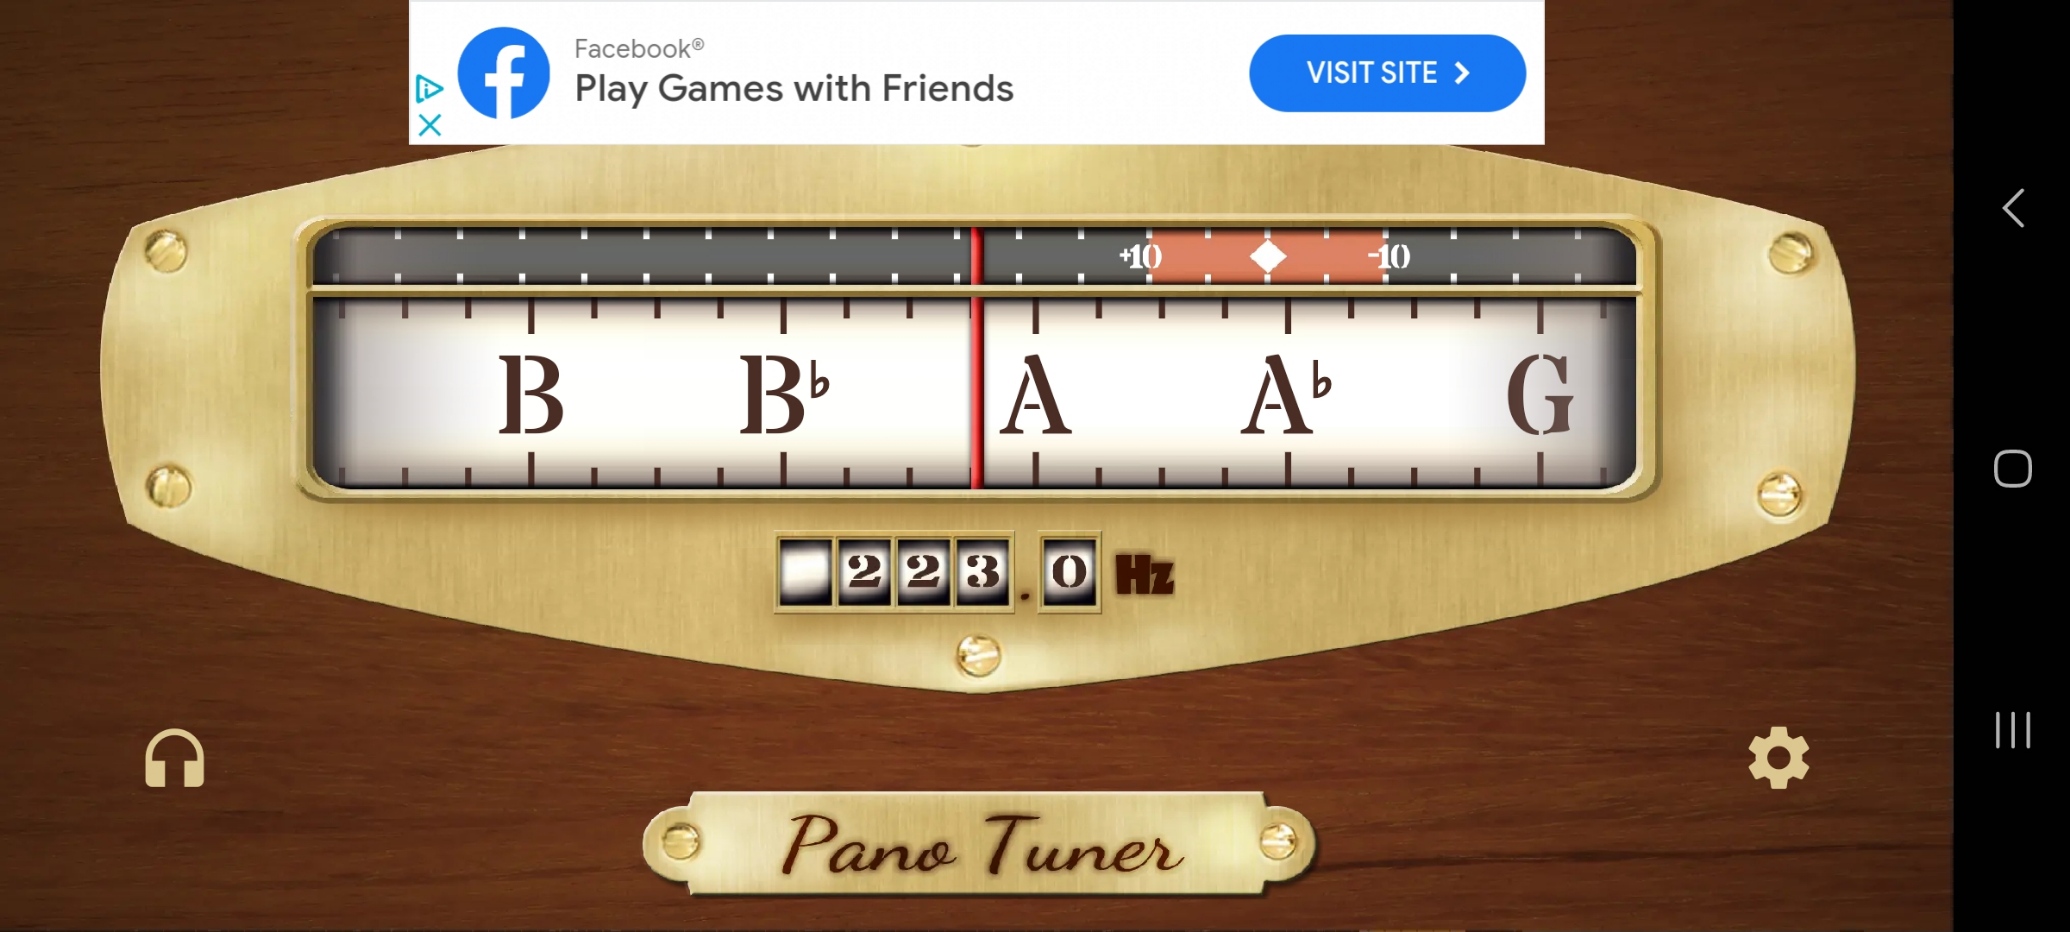 Facebook®
Play Games with Friends
VISIT SITE
+10 -10
B B♭ A A♭ G
223.0 Hz
Pano Tuner